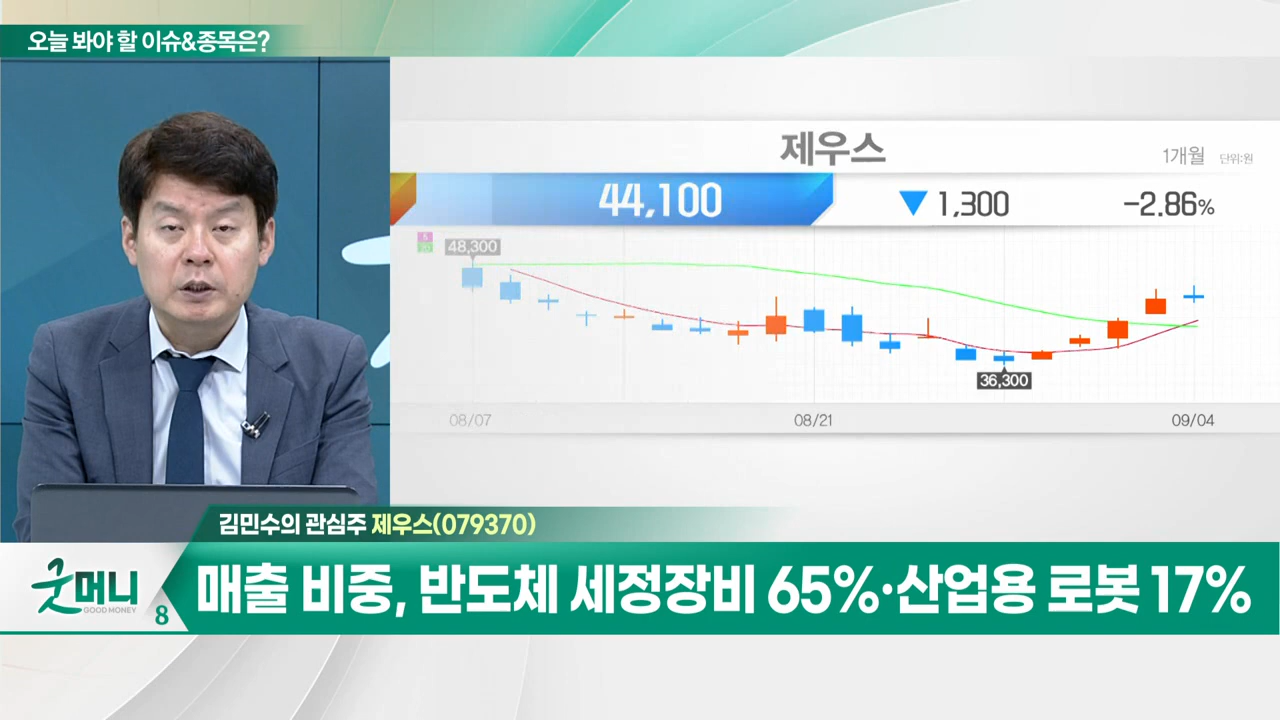 오늘 봐야 할 이슈&종목은?
제우스
1개월 단위:원
44,100 ▼ 1,300 -2.86%
5
20
48,300
36,300
08/07 08/21 09/04
김민수의 관심주 제우스(079370)
굿머니
GOOD MONEY
8
매출 비중, 반도체 세정장비 65%·산업용 로봇 17%